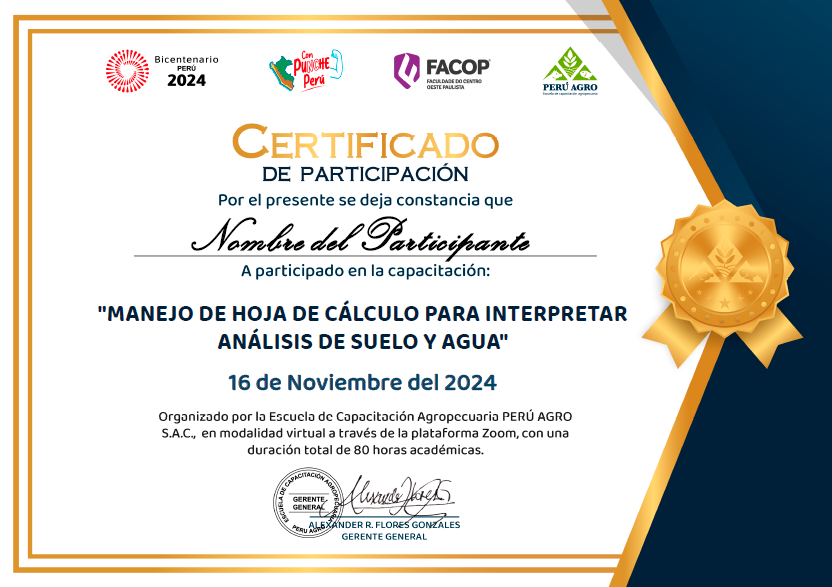 Bicentenario
PERÚ
2024
Con
PUNCHE
Perú
FACOP
FACULDADE DO CENTRO
OESTE PAULISTA
PERÚ AGRO
Escuela de capacitación agropecuaria
CERTIFICADO
DE PARTICIPACIÓN
Por el presente se deja constancia que
Nombre del Participante
A participado en la capacitación:
"MANEJO DE HOJA DE CÁLCULO PARA INTERPRETAR
ANÁLISIS DE SUELO Y AGUA"
16 de Noviembre del 2024
Organizado por la Escuela de Capacitación Agropecuaria PERÚ AGRO
S.A.C., en modalidad virtual a través de la plataforma Zoom, con una
duración total de 80 horas académicas.
ESCUELA DE CAPACITACIÓN AGROPECUARIA
GERENTE
GENERAL
PERU AGRO
ALEXANDER R. FLORES GONZALES
GERENTE GENERAL